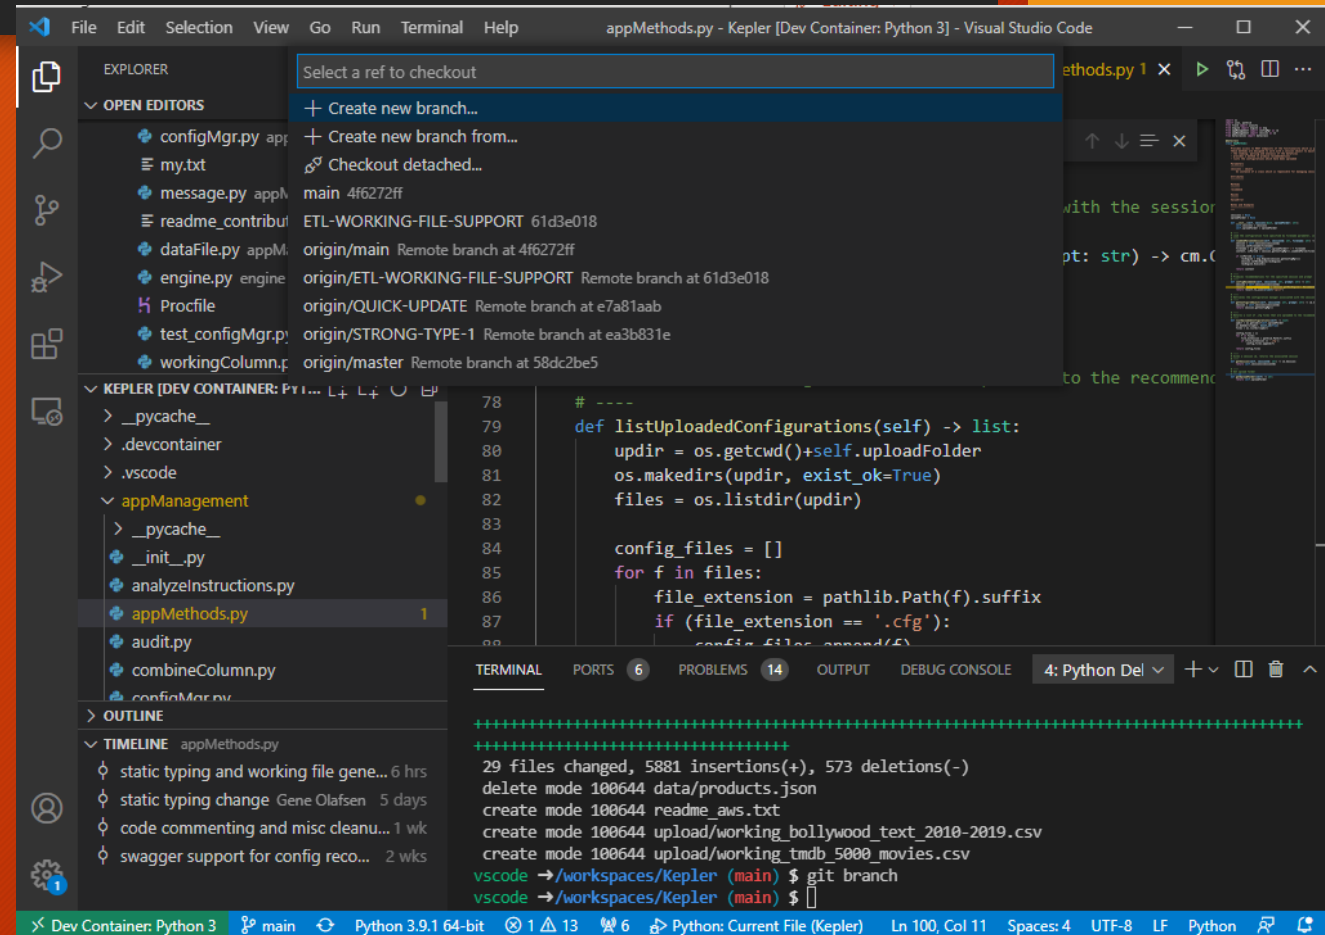 File Edit Selection View Go Run Terminal Help appMethods.py - Kepler [Dev Container: Python 3] - Visual Studio Code
EXPLORER
OPEN EDITORS
configMgr.py
my.txt
message.py
dataFile.py
engine.py engine
Procfile
Select a ref to checkout
Create new branch...
Create new branch from...
Checkout detached...
main 4f6272ff
ETL-WORKING-FILE-SUPPORT 61d3e018
origin/main Remote branch at 4f6272ff
origin/ETL-WORKING-FILE-SUPPORT Remote branch at 61d3e018
origin/QUICK-UPDATE Remote branch at e7a81aab
origin/STRONG-TYPE-1 Remote branch at ea3b831e
origin/master Remote branch at 58dc2be5
ethods.py 1
with the session
pt: str) -> cm.
to the recommend
KEPLER [DEV CONTAINER: PYT...
__pycache__
.devcontainer
.vscode
appManagement
__pycache__
__init__.py
analyzeInstructions.py
appMethods.py 1
audit.py
combineColumn.py
configMgr.py
OUTLINE
TIMELINE appMethods.py
static typing and working file gene... 6 hrs
static typing change Gene Olafsen 5 days
code commenting and misc cleanu... 1 wk
swagger support for config reco... 2 wks
78 # ----
79 def listUploadedConfigurations(self) -> list:
80 updir = os.getcwd()+self.uploadFolder
81 os.makedirs(updir, exist_ok=True)
82 files = os.listdir(updir)
83
84 config_files = []
85 for f in files:
86 file_extension = pathlib.Path(f).suffix
87 if (file_extension == '.cfg'):
88 config_files.append(f)
TERMINAL PORTS 6 PROBLEMS 14 OUTPUT DEBUG CONSOLE 4: Python Del
29 files changed, 5881 insertions(+), 573 deletions(-)
delete mode 100644 data/products.json
create mode 100644 readme_aws.txt
create mode 100644 upload/working_bollywood_text_2010-2019.csv
create mode 100644 upload/working_tmdb_5000_movies.csv
vscode →/workspaces/Kepler (main) $ git branch
vscode →/workspaces/Kepler (main) $
1
Dev Container: Python 3 main Python 3.9.1 64-bit 1 13 6 Python: Current File (Kepler) Ln 100, Col 11 Spaces: 4 UTF-8 LF Python